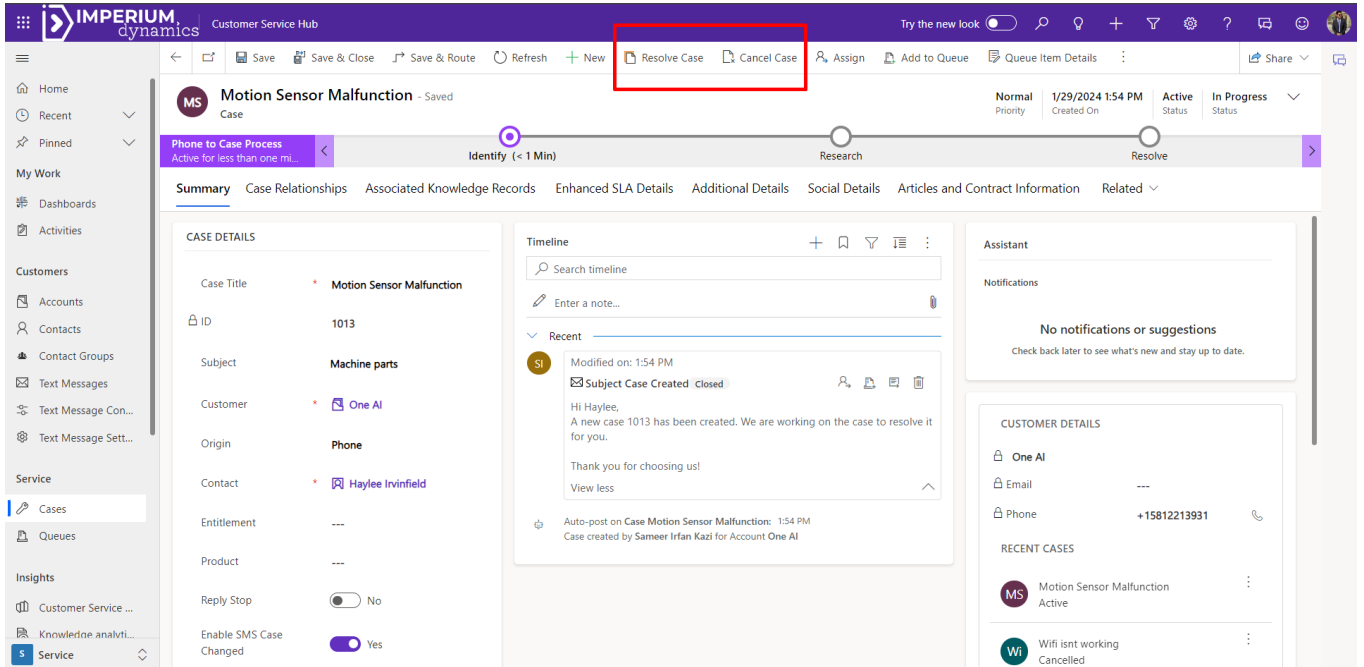 IMPERIUM
dynamics
Customer Service Hub
Try the new look
Save
Save & Close
Save & Route
Refresh
New
Resolve Case
Cancel Case
Assign
Add to Queue
Queue Item Details
Share
Home
Recent
Pinned
My Work
Dashboards
Activities
Customers
Accounts
Contacts
Contact Groups
Text Messages
Text Message Con...
Text Message Sett...
Service
Cases
Queues
Insights
Customer Service ...
Knowledge analyti...
S Service
MS
Motion Sensor Malfunction - Saved
Case
Normal
Priority
1/29/2024 1:54 PM
Created On
Active
Status
In Progress
Status
Phone to Case Process
Active for less than one mi...
Identify (< 1 Min)
Research
Resolve
Summary
Case Relationships
Associated Knowledge Records
Enhanced SLA Details
Additional Details
Social Details
Articles and Contract Information
Related
CASE DETAILS
Case Title * Motion Sensor Malfunction
ID 1013
Subject Machine parts
Customer * One AI
Origin Phone
Contact * Haylee Irvinfield
Entitlement ---
Product ---
Reply Stop No
Enable SMS Case
Changed Yes
Timeline
Search timeline
Enter a note...
Recent
SI
Modified on: 1:54 PM
Subject Case Created Closed
Hi Haylee,
A new case 1013 has been created. We are working on the case to resolve it
for you.
Thank you for choosing us!
View less
Auto-post on Case Motion Sensor Malfunction: 1:54 PM
Case created by Sameer Irfan Kazi for Account One AI
Assistant
Notifications
No notifications or suggestions
Check back later to see what's new and stay up to date.
CUSTOMER DETAILS
One AI
Email ---
Phone +15812213931
RECENT CASES
MS
Motion Sensor Malfunction
Active
Wi
Wifi isnt working
Cancelled